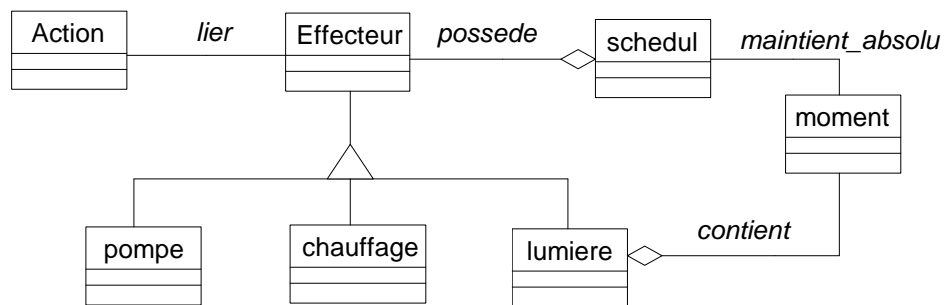 Action
lier
Effecteur
possede
schedul
maintient_absolu
moment
pompe
chauffage
lumiere
contient